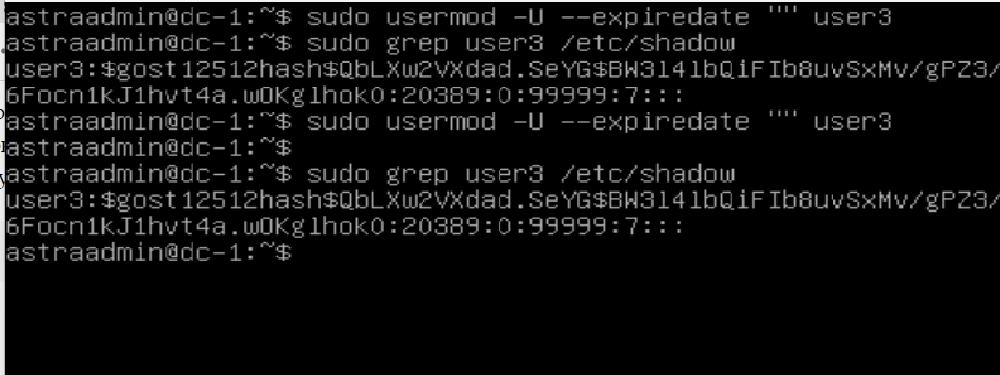 astraadmin@dc-1:~$ sudo usermod -U --expiredate "" user3
astraadmin@dc-1:~$ sudo grep user3 /etc/shadow
user3:$gost12512hash$QbLXw2VXdad.SeYG$BW3l4lbQiFIb8uvSxMv/gPZ3/
6Focn1kJ1hvt4a.wOKglhok0:20389:0:99999:7:::
astraadmin@dc-1:~$ sudo usermod -U --expiredate "" user3
astraadmin@dc-1:~$
astraadmin@dc-1:~$ sudo grep user3 /etc/shadow
user3:$gost12512hash$QbLXw2VXdad.SeYG$BW3l4lbQiFIb8uvSxMv/gPZ3/
6Focn1kJ1hvt4a.wOKglhok0:20389:0:99999:7:::
astraadmin@dc-1:~$